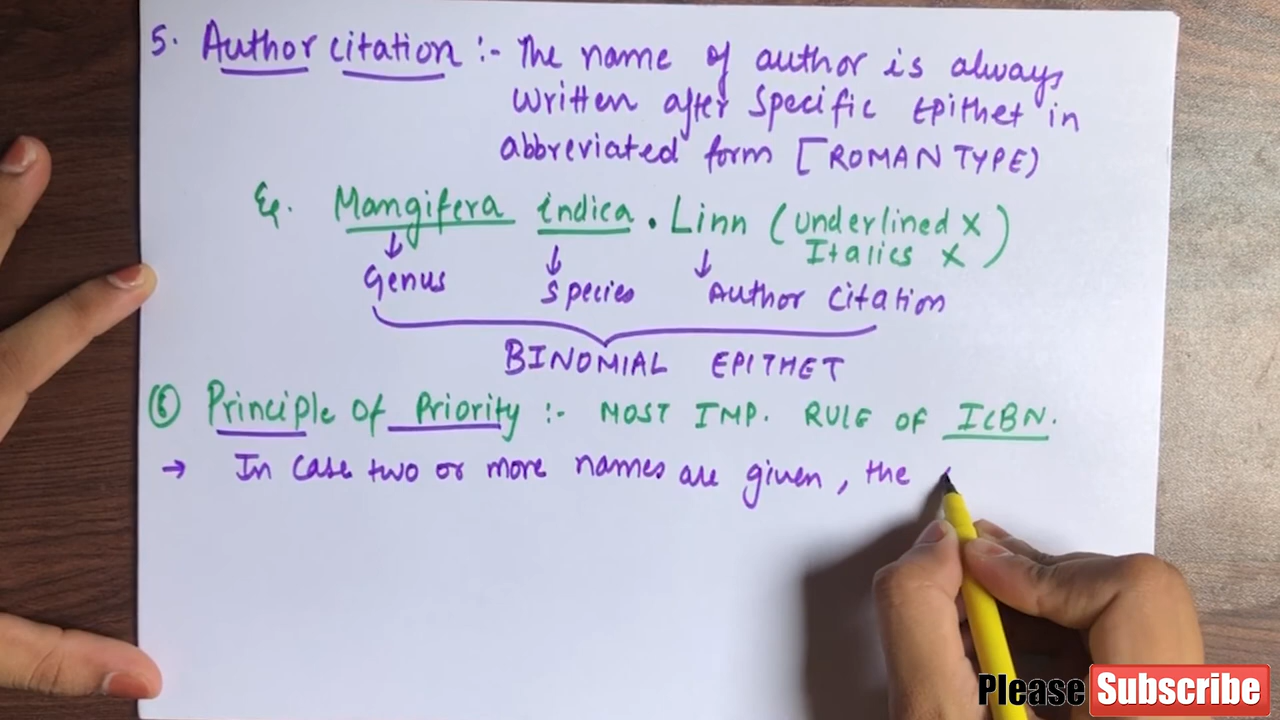 5. Author citation :- The name of author is always
written after specific Epithet in
abbreviated form [ROMAN TYPE)
Eg. Mangifera indica . Linn (underlined x
Italics x)
Genus Species Author Citation
BINOMIAL EPITHET
⑥ Principle of Priority :- MOST IMP. RULE OF ICBN.
→ In case two or more names are given, the
Please Subscribe